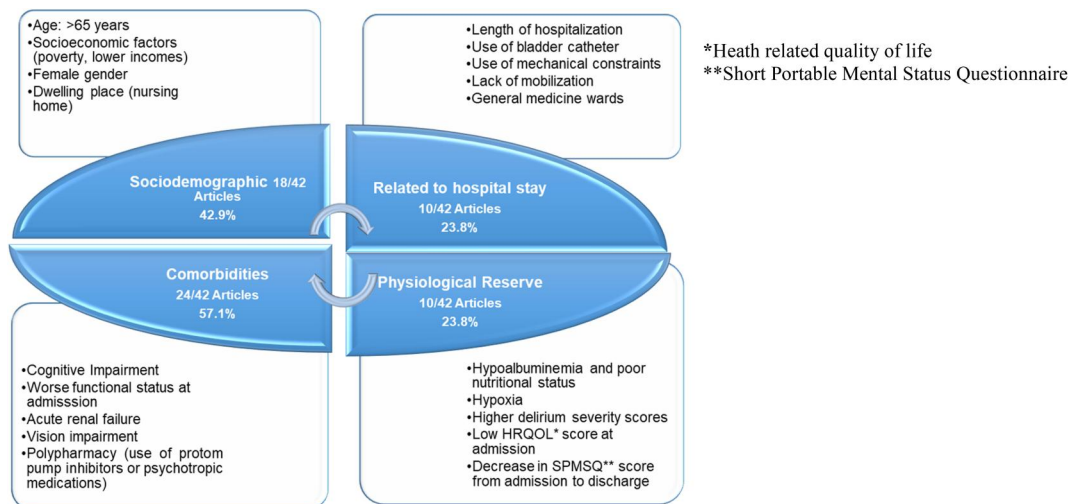 •Age: >65 years
•Socioeconomic factors
(poverty, lower incomes)
•Female gender
•Dwelling place (nursing
home)
•Length of hospitalization
•Use of bladder catheter
•Use of mechanical constraints
•Lack of mobilization
•General medicine wards
*Heath related quality of life
**Short Portable Mental Status Questionnaire
Sociodemographic 18/42
Articles
42.9%
Related to hospital stay
10/42 Articles
23.8%
Comorbidities
24/42 Articles
57.1%
Physiological Reserve
10/42 Articles
23.8%
•Cognitive Impairment
•Worse functional status at
admisssion
•Acute renal failure
•Vision impairment
•Polypharmacy (use of protom
pump inhibitors or psychotropic
medications)
•Hypoalbuminemia and poor
nutritional status
•Hypoxia
•Higher delirium severity scores
•Low HRQOL* score at
admission
•Decrease in SPMSQ** score
from admission to discharge